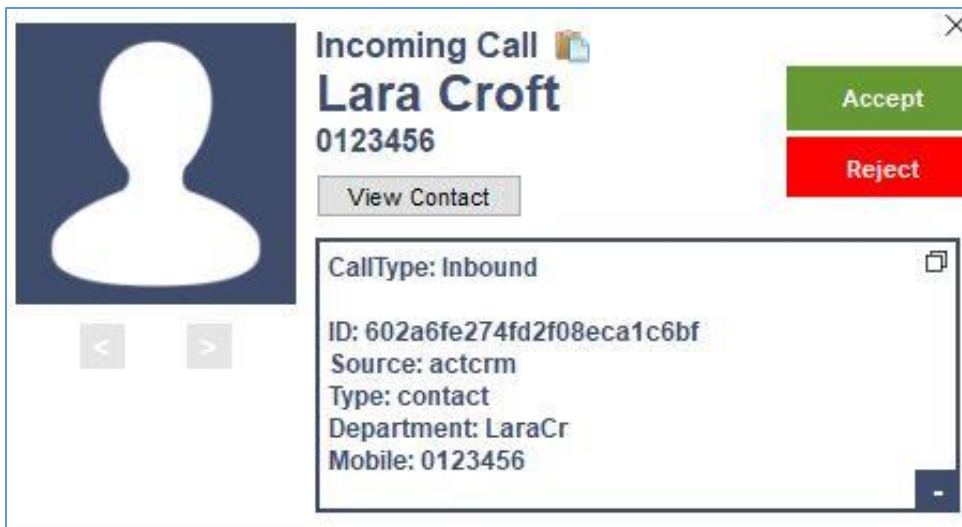 Incoming Call
Lara Croft
0123456
View Contact
Accept
Reject
< >
CallType: Inbound
ID: 602a6fe274fd2f08eca1c6bf
Source: actcrm
Type: contact
Department: LaraCr
Mobile: 0123456
-